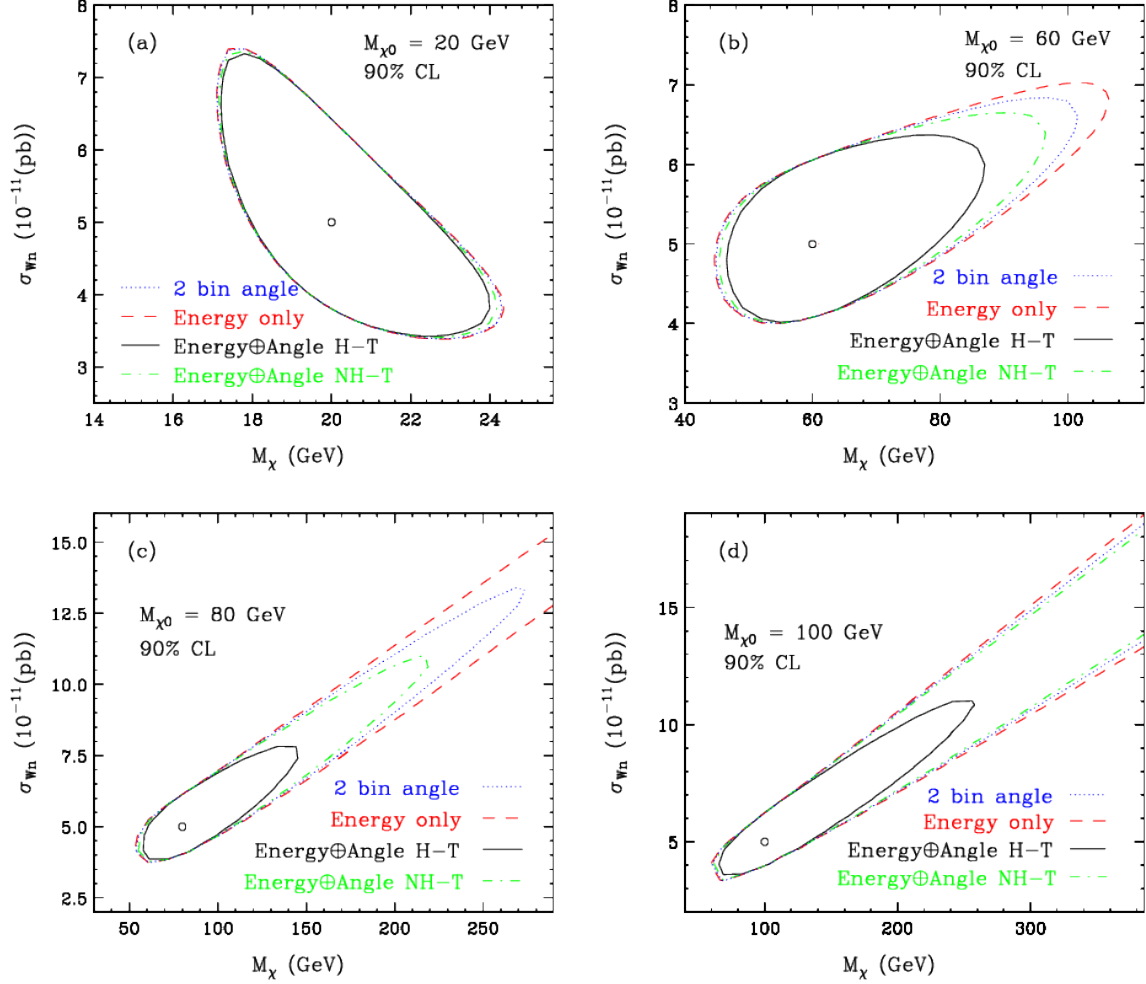 (a)
M_χ0 = 20 GeV
90% CL
2 bin angle
Energy only
Energy⊕Angle H−T
Energy⊕Angle NH−T
8
7
6
5
4
3
14 16 18 20 22 24
σ_Wn (10^−11(pb))
M_χ (GeV)
(b)
M_χ0 = 60 GeV
90% CL
2 bin angle
Energy only
Energy⊕Angle H−T
Energy⊕Angle NH−T
8
7
6
5
4
3
40 60 80 100
σ_Wn (10^−11(pb))
M_χ (GeV)
(c)
M_χ0 = 80 GeV
90% CL
2 bin angle
Energy only
Energy⊕Angle H−T
Energy⊕Angle NH−T
15.0
12.5
10.0
7.5
5.0
2.5
50 100 150 200 250
σ_Wn (10^−11(pb))
M_χ (GeV)
(d)
M_χ0 = 100 GeV
90% CL
2 bin angle
Energy only
Energy⊕Angle H−T
Energy⊕Angle NH−T
15
10
5
100 200 300
σ_Wn (10^−11(pb))
M_χ (GeV)